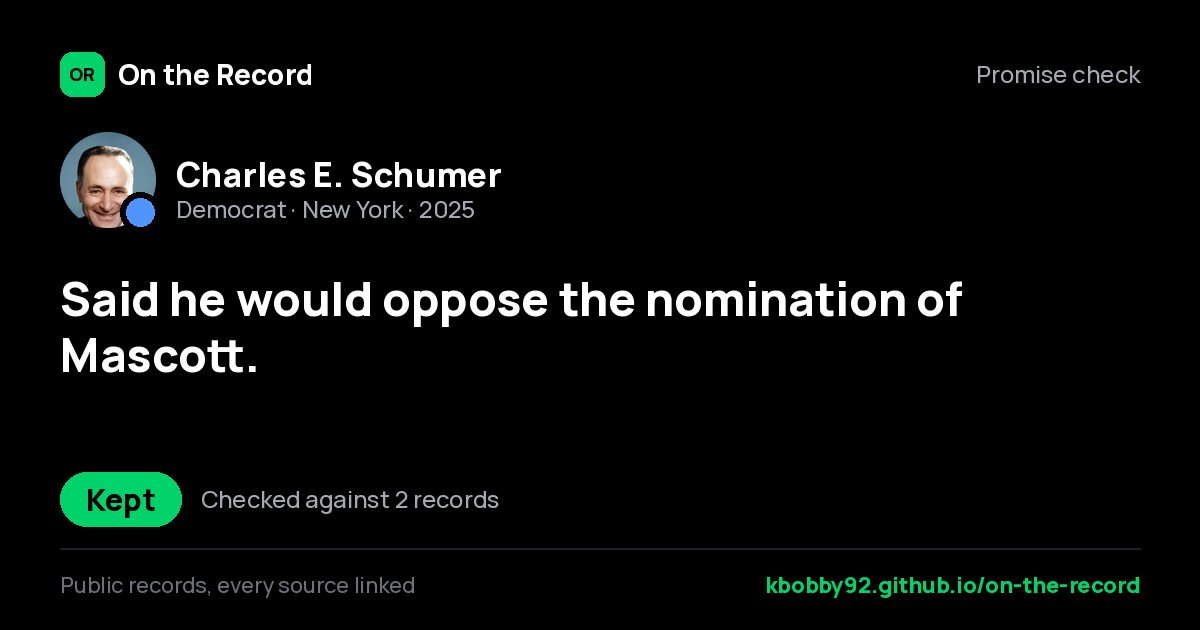 OR On the Record
Promise check
Charles E. Schumer
Democrat · New York · 2025
Said he would oppose the nomination of
Mascott.
Kept Checked against 2 records
Public records, every source linked
kbobby92.github.io/on-the-record